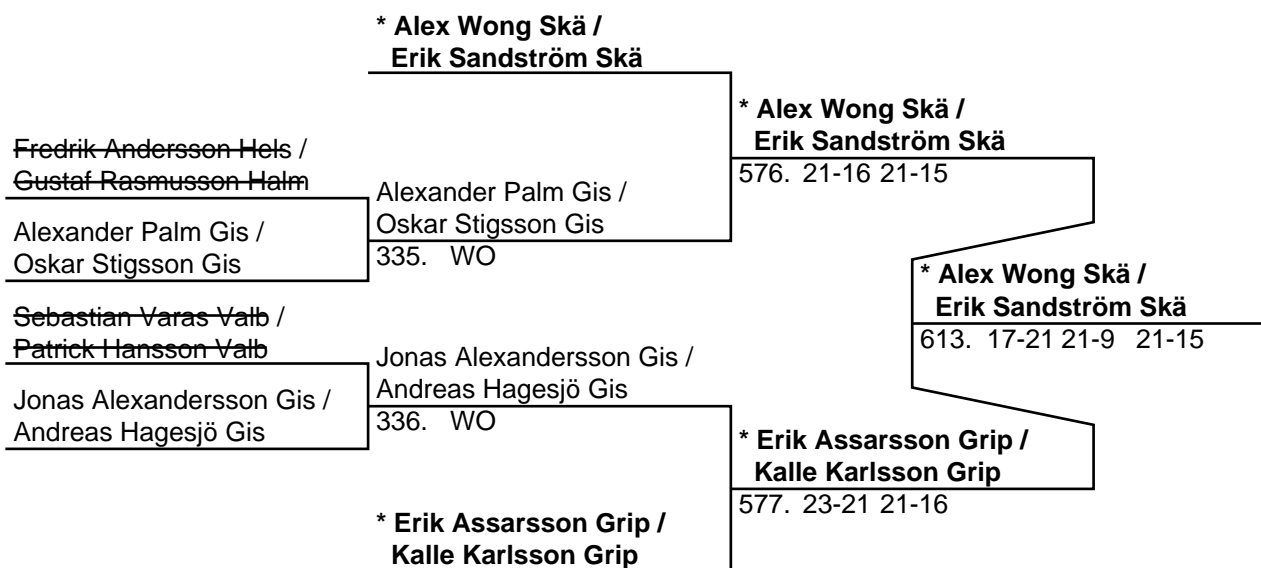 * Alex Wong Skä /
Erik Sandström Skä
* Alex Wong Skä /
Erik Sandström Skä
576. 21-16 21-15
Fredrik Andersson Hels /
Gustaf Rasmusson Halm
Alexander Palm Gis /
Oskar Stigsson Gis
335. WO
Alexander Palm Gis /
Oskar Stigsson Gis
* Alex Wong Skä /
Erik Sandström Skä
613. 17-21 21-9 21-15
Sebastian Varas Valb /
Patrick Hansson Valb
Jonas Alexandersson Gis /
Andreas Hagesjö Gis
336. WO
Jonas Alexandersson Gis /
Andreas Hagesjö Gis
* Erik Assarsson Grip /
Kalle Karlsson Grip
577. 23-21 21-16
* Erik Assarsson Grip /
Kalle Karlsson Grip